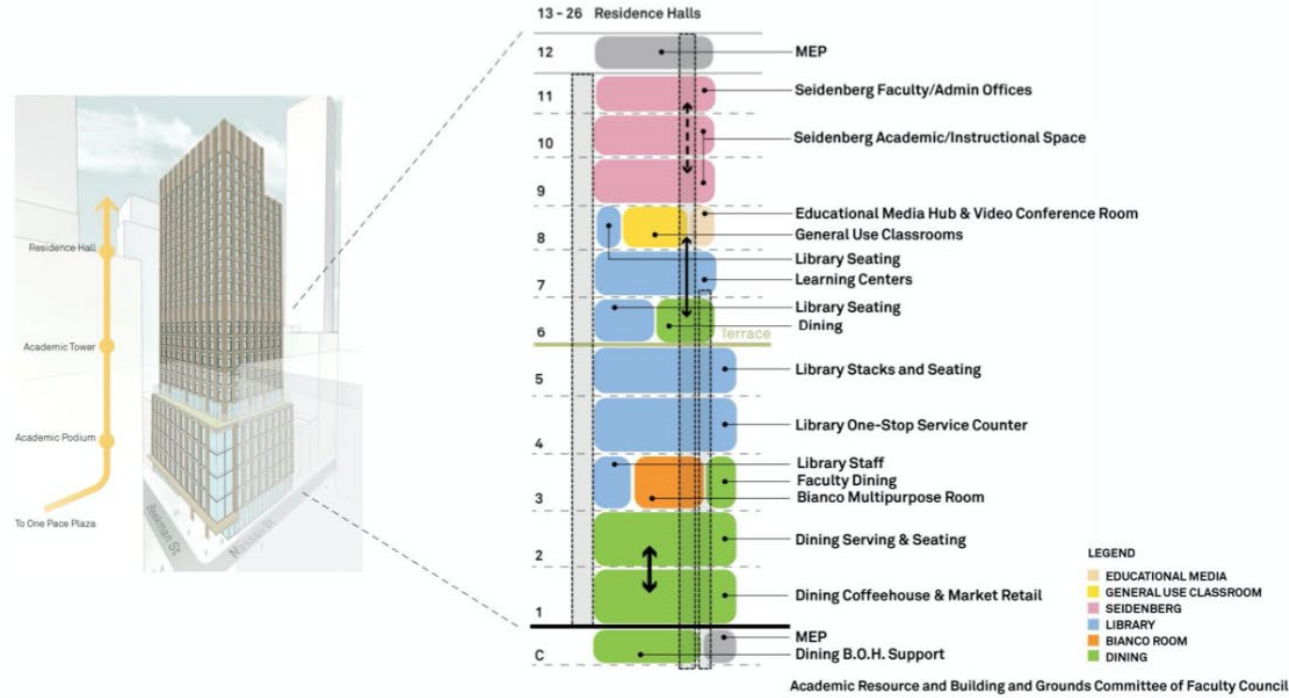 13 - 26 Residence Halls
12 MEP
11 Seidenberg Faculty/Admin Offices
10 Seidenberg Academic/Instructional Space
9
Educational Media Hub & Video Conference Room
8 General Use Classrooms
Library Seating
7 Learning Centers
Library Seating
6 Dining
Terrace
5 Library Stacks and Seating
4 Library One-Stop Service Counter
Library Staff
Faculty Dining
3 Bianco Multipurpose Room
2 Dining Serving & Seating
1 Dining Coffeehouse & Market Retail
MEP
C Dining B.O.H. Support
Residence Hall
Academic Tower
Academic Podium
To One Pace Plaza
Beekman St
Nassau St
LEGEND
EDUCATIONAL MEDIA
GENERAL USE CLASSROOM
SEIDENBERG
LIBRARY
BIANCO ROOM
DINING
Academic Resource and Building and Grounds Committee of Faculty Council